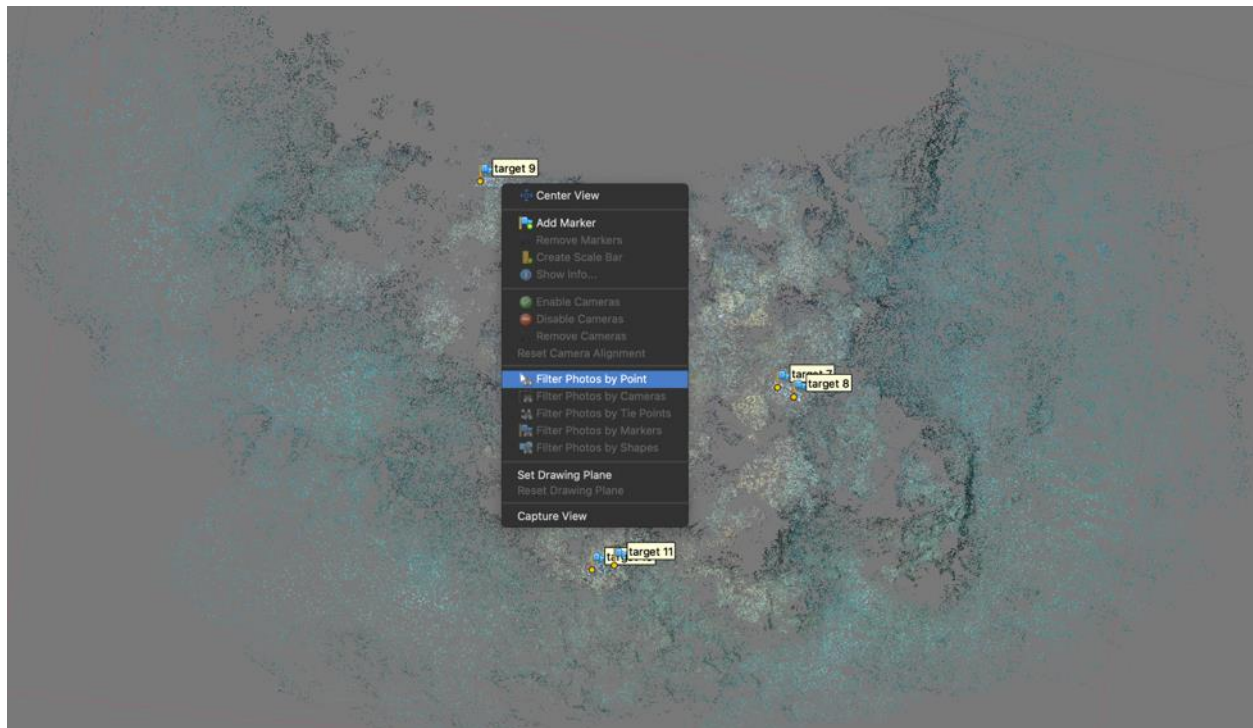 target 9
Center View
Add Marker
Remove Markers
Create Scale Bar
Show Info...
Enable Cameras
Disable Cameras
Remove Cameras
Reset Camera Alignment
Filter Photos by Point
Filter Photos by Cameras
Filter Photos by Tie Points
Filter Photos by Markers
Filter Photos by Shapes
Set Drawing Plane
Reset Drawing Plane
Capture View
target 7
target 8
target 11